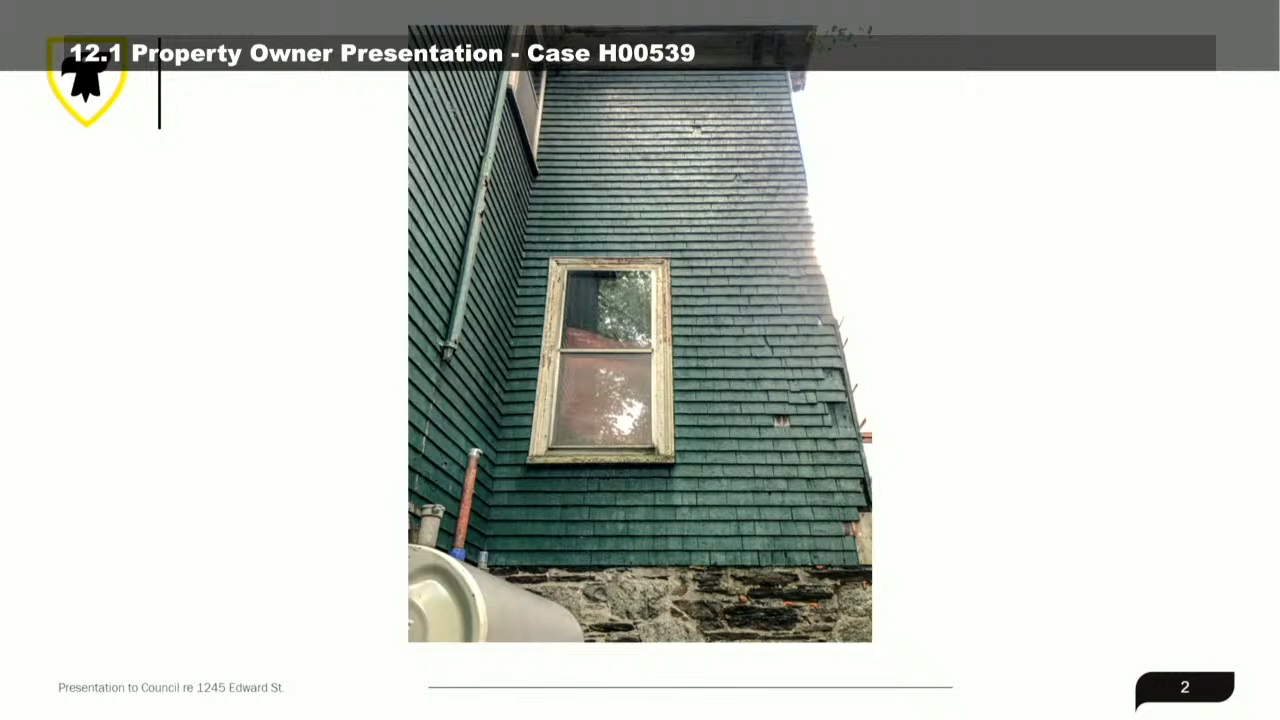 12.1 Property Owner Presentation - Case H00539
Presentation to Council re 1245 Edward St.
2